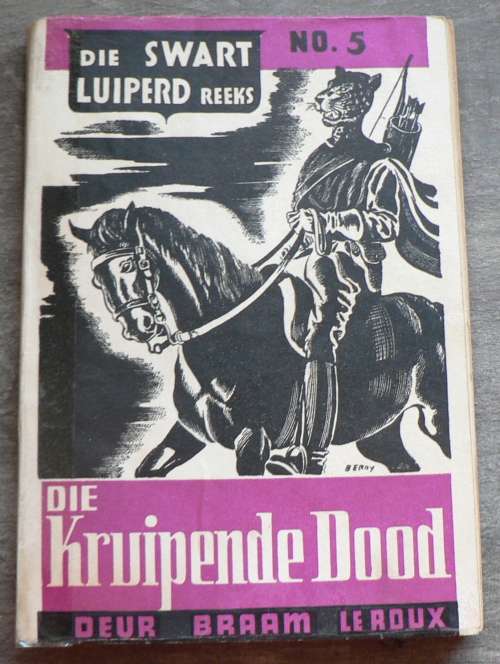 DIE SWART
LUIPERD REEKS
NO. 5
BERRY
DIE
Kruipende Dood
DEUR BRAAM LE ROUX